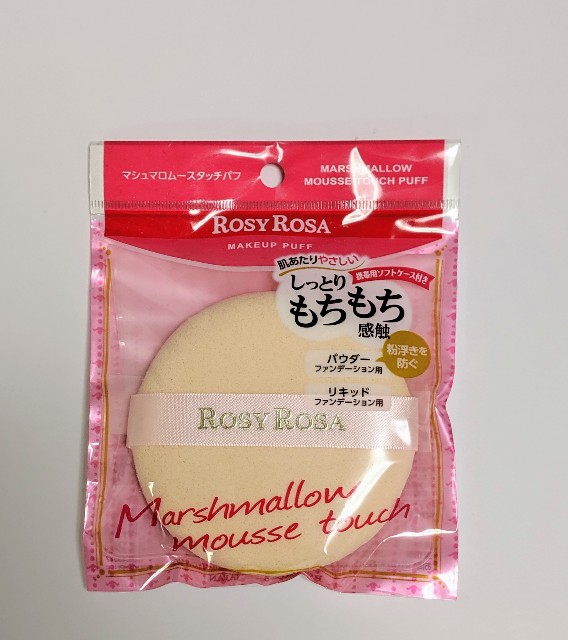 マシュマロムースタッチパフ
MARSHMALLOW
MOUSSE TOUCH PUFF
ROSY ROSA
MAKEUP PUFF
肌あたりやさしい
携帯用ソフトケース付き
しっとり
もちもち
感触
粉浮きを
防ぐ
パウダー
ファンデーション用
リキッド
ファンデーション用
ROSY ROSA
Marshmallow
mousse touch